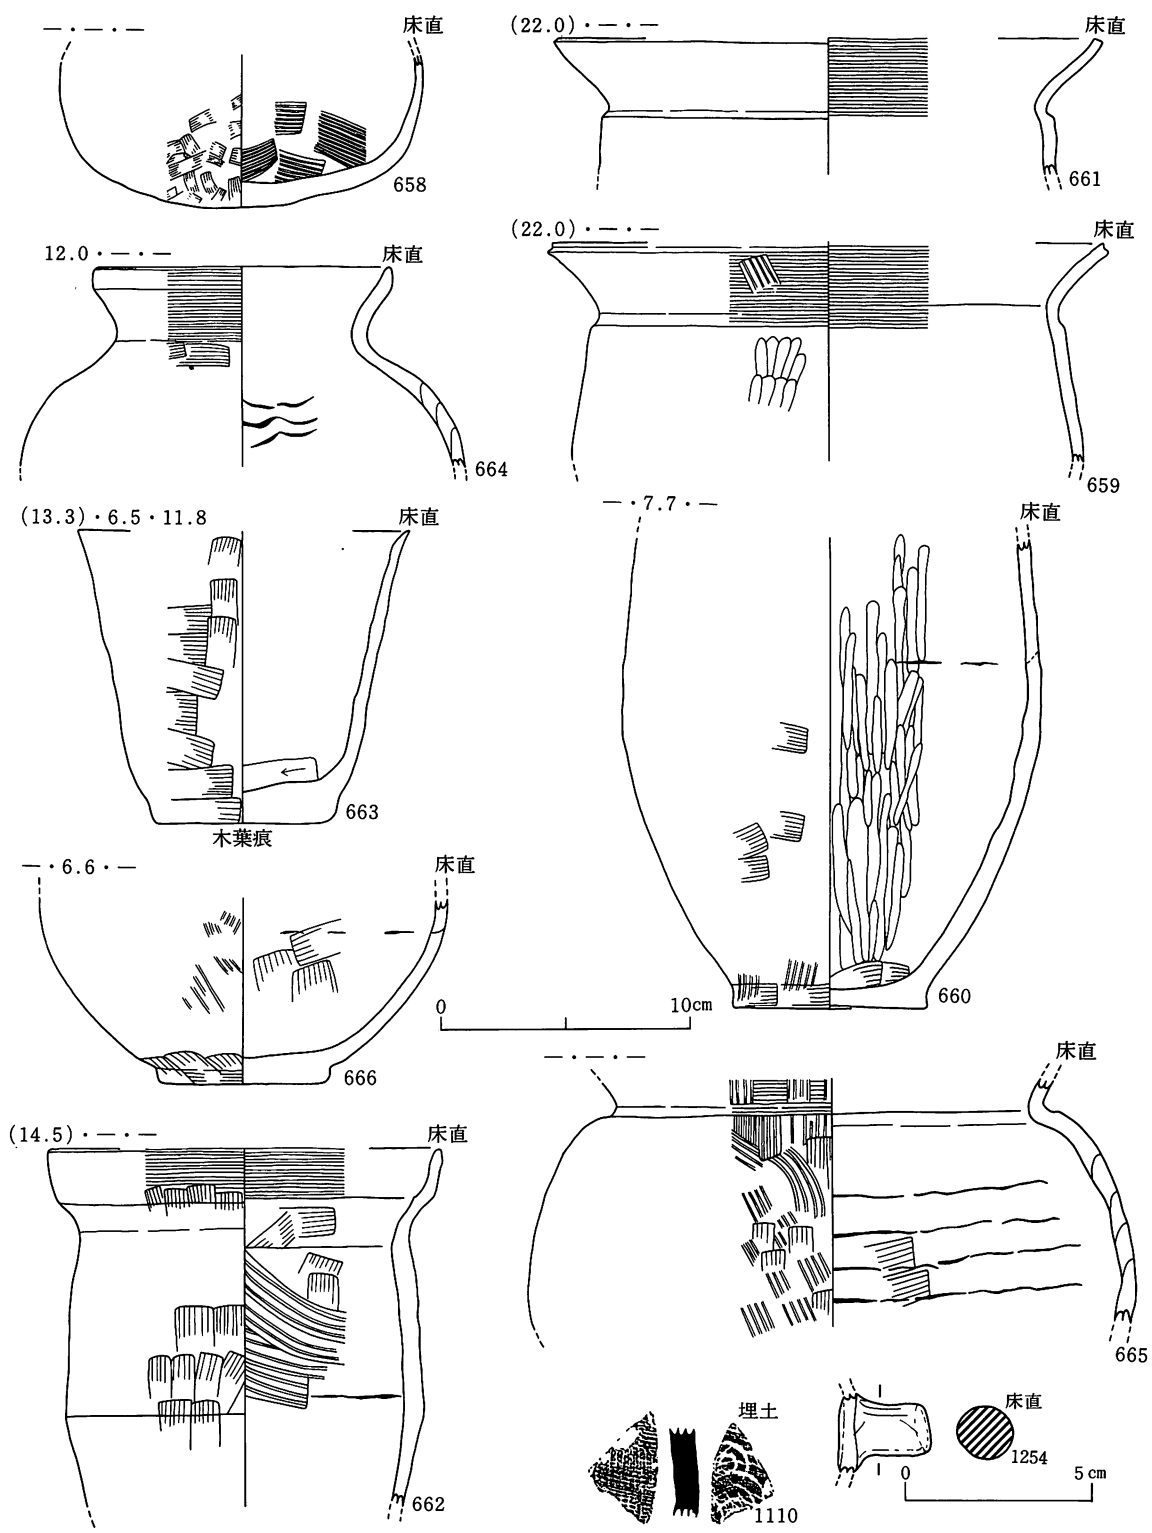 ―・―・―
床直
658
(22.0)・―・―
床直
661
12.0・―・―
床直
664
(22.0)・―・―
床直
659
(13.3)・6.5・11.8
床直
663
木葉痕
―・7.7・―
床直
660
―・6.6・―
床直
666
0 10cm
(14.5)・―・―
床直
662
―・―・―
床直
665
埋土
1110
床直
1254
0 5cm